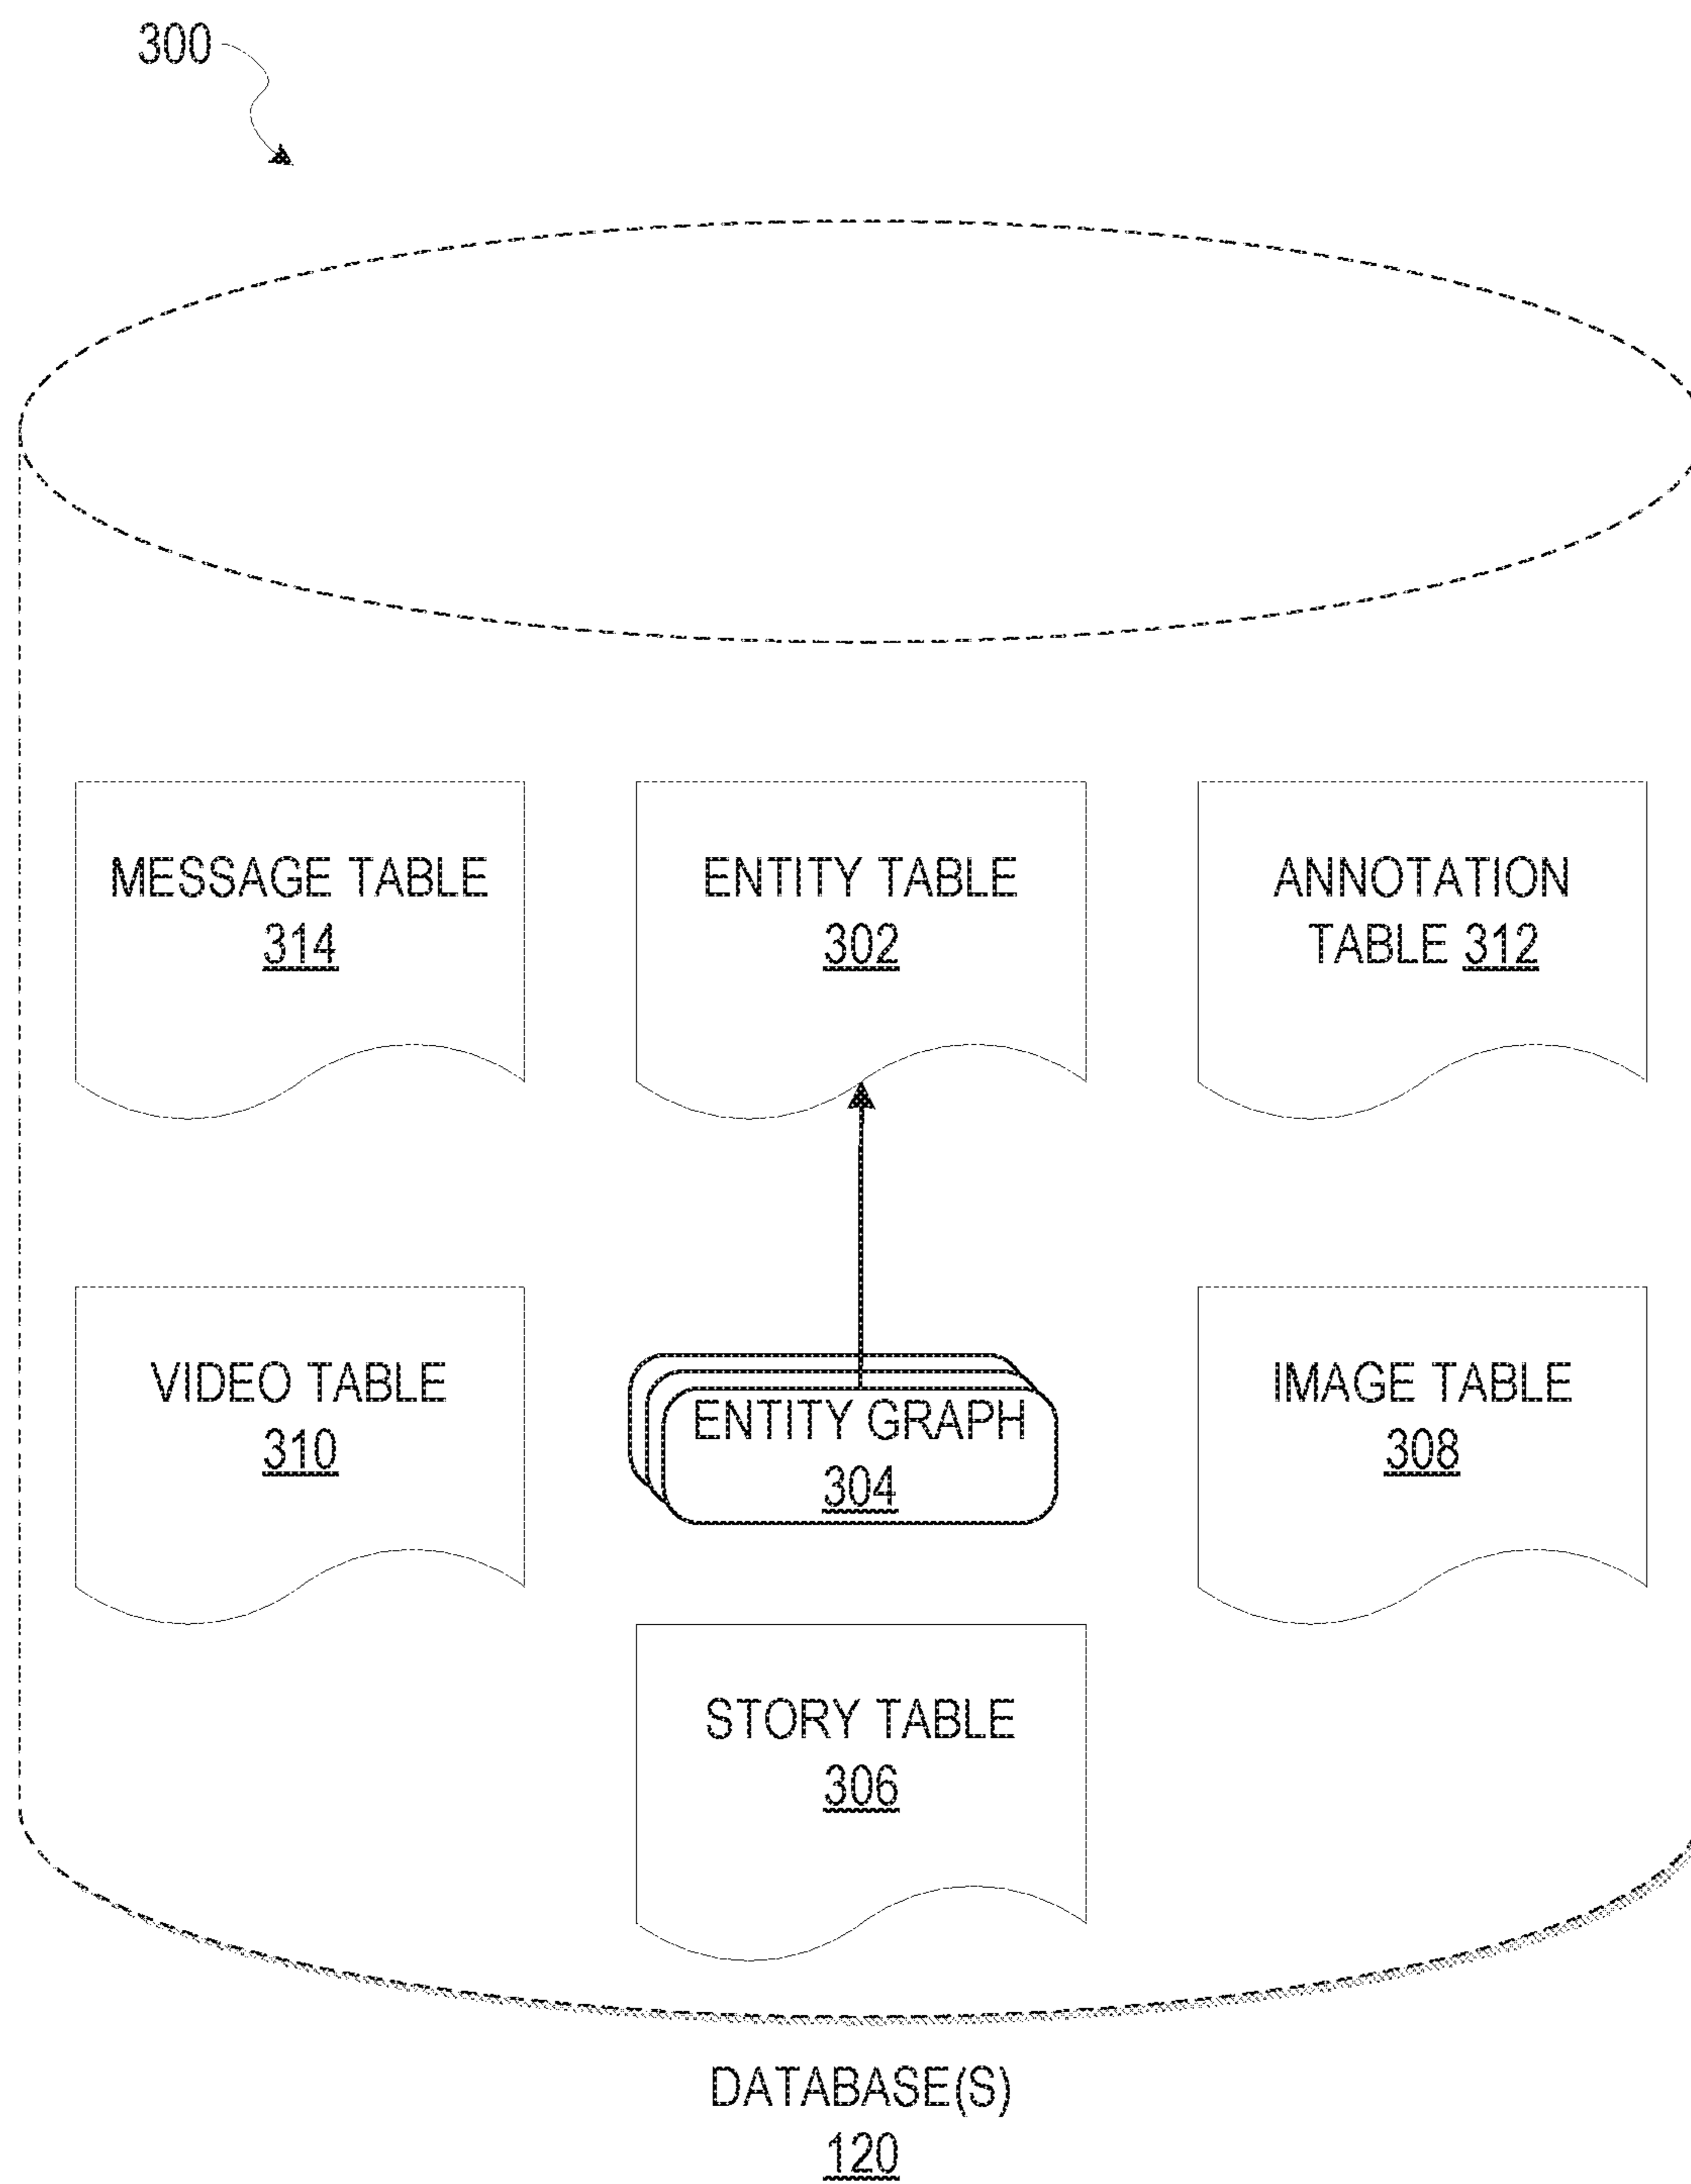 300
MESSAGE TABLE
314
ENTITY TABLE
302
ANNOTATION
TABLE 312
VIDEO TABLE
310
ENTITY GRAPH
304
IMAGE TABLE
308
STORY TABLE
306
DATABASE(S)
120